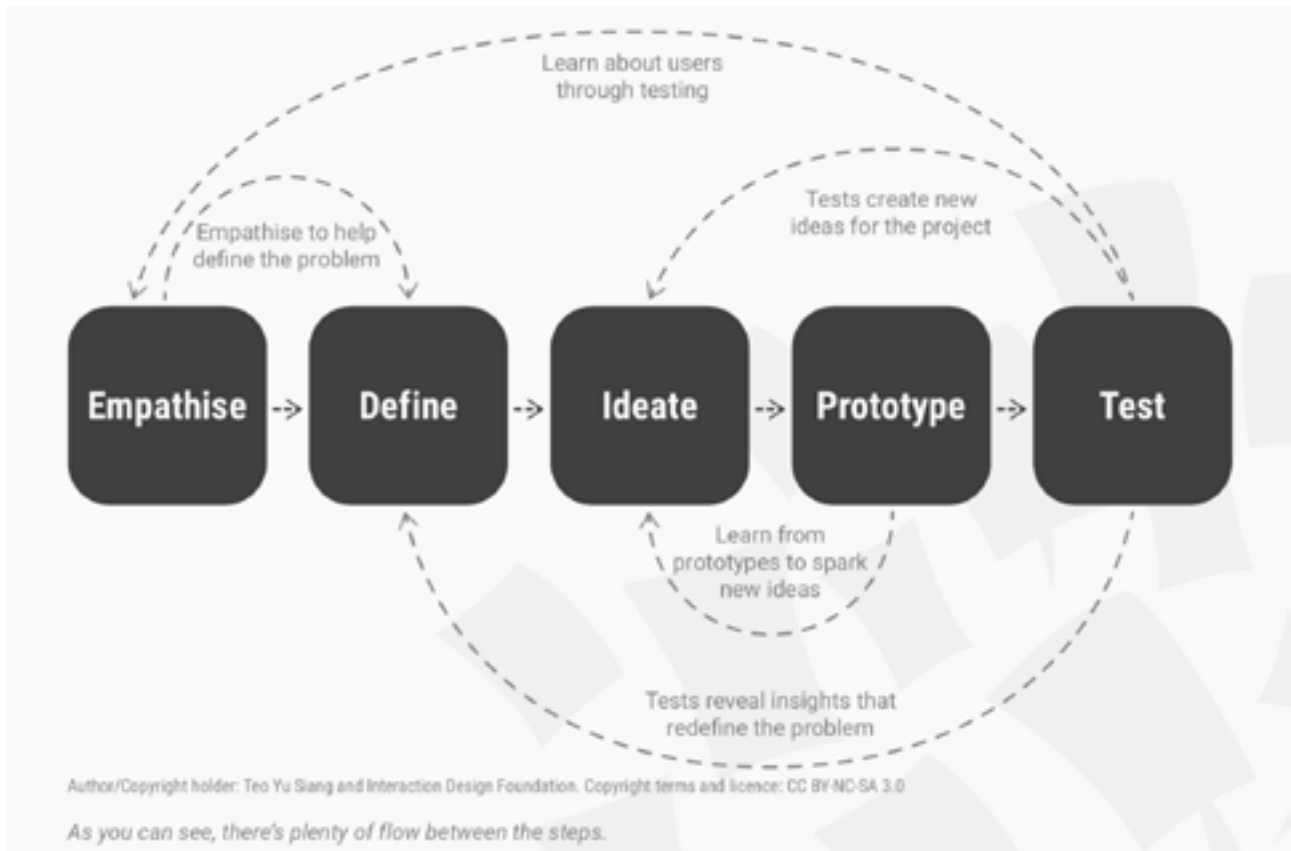 Learn about users
through testing
Tests create new
ideas for the project
Empathise to help
define the problem
Empathise
Define
Ideate
Prototype
Test
Learn from
prototypes to spark
new ideas
Tests reveal insights that
redefine the problem
Author/Copyright holder: Teo Yu Siang and Interaction Design Foundation. Copyright terms and licence: CC BY-NC-SA 3.0
As you can see, there's plenty of flow between the steps.